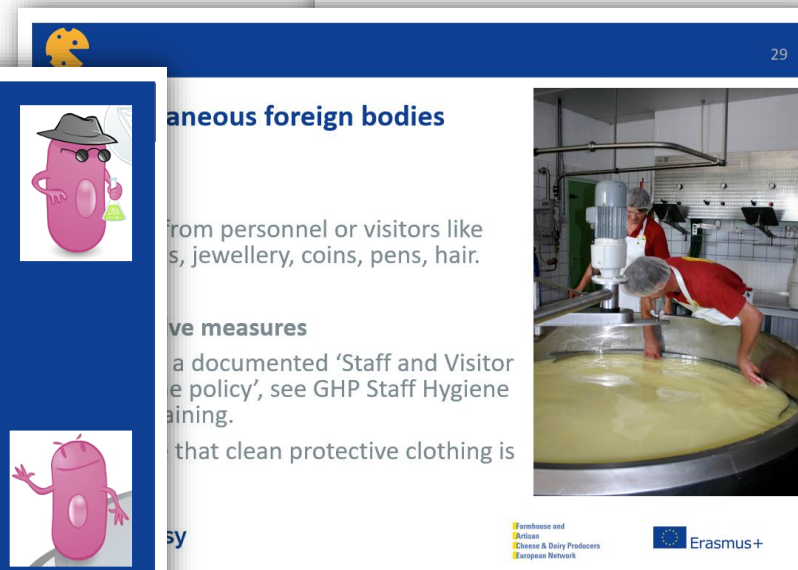 29
aneous foreign bodies
from personnel or visitors like
s, jewellery, coins, pens, hair.
ve measures
a documented ‘Staff and Visitor
e policy’, see GHP Staff Hygiene
aining.
that clean protective clothing is
sy
Farmhouse and
Artisan
Cheese & Dairy Producers
European Network
Erasmus+